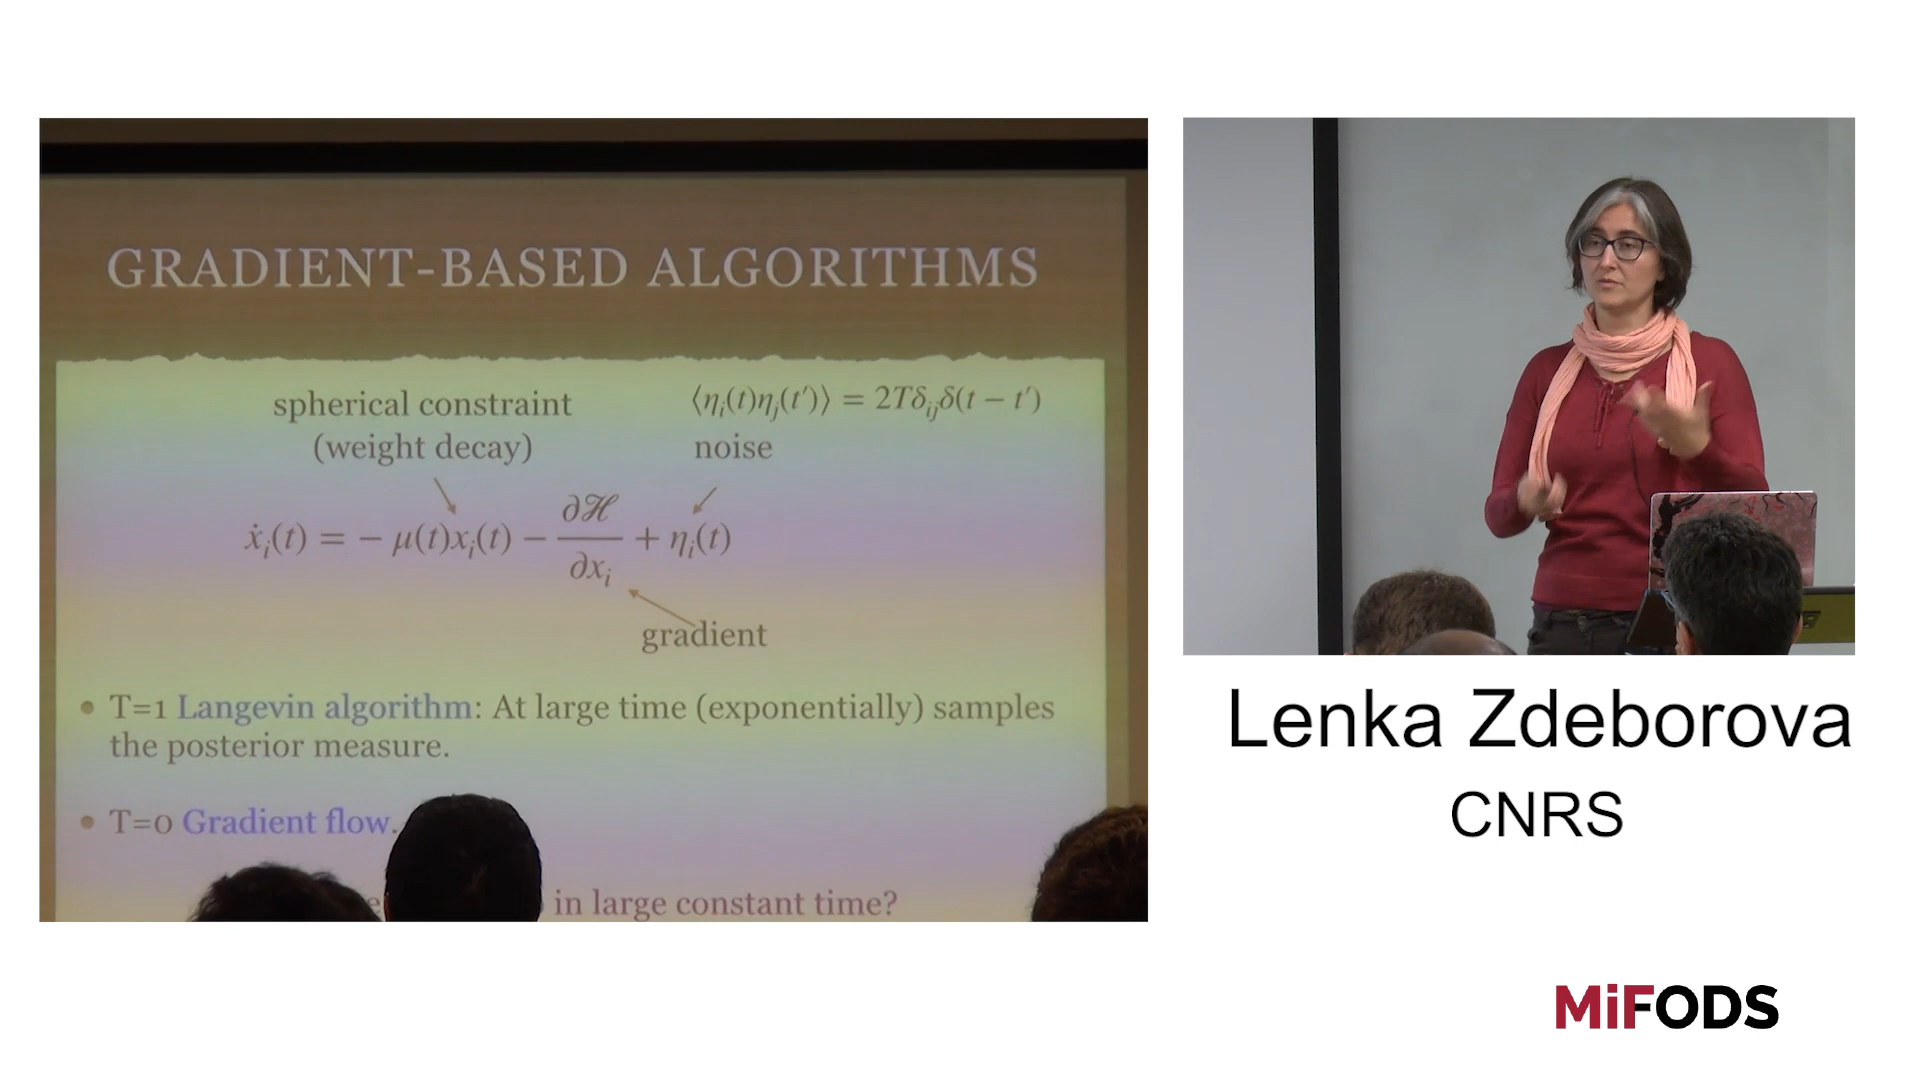 GRADIENT-BASED ALGORITHMS
spherical constraint
(weight decay)
⟨ηᵢ(t)ηⱼ(t′)⟩ = 2Tδᵢⱼδ(t − t′)
noise
ẋᵢ(t) = − μ(t)xᵢ(t) − ∂ℋ/∂xᵢ + ηᵢ(t)
gradient
• T=1 Langevin algorithm: At large time (exponentially) samples
the posterior measure.
• T=0 Gradient flow.
in large constant time?
Lenka Zdeborova
CNRS
MiFODS